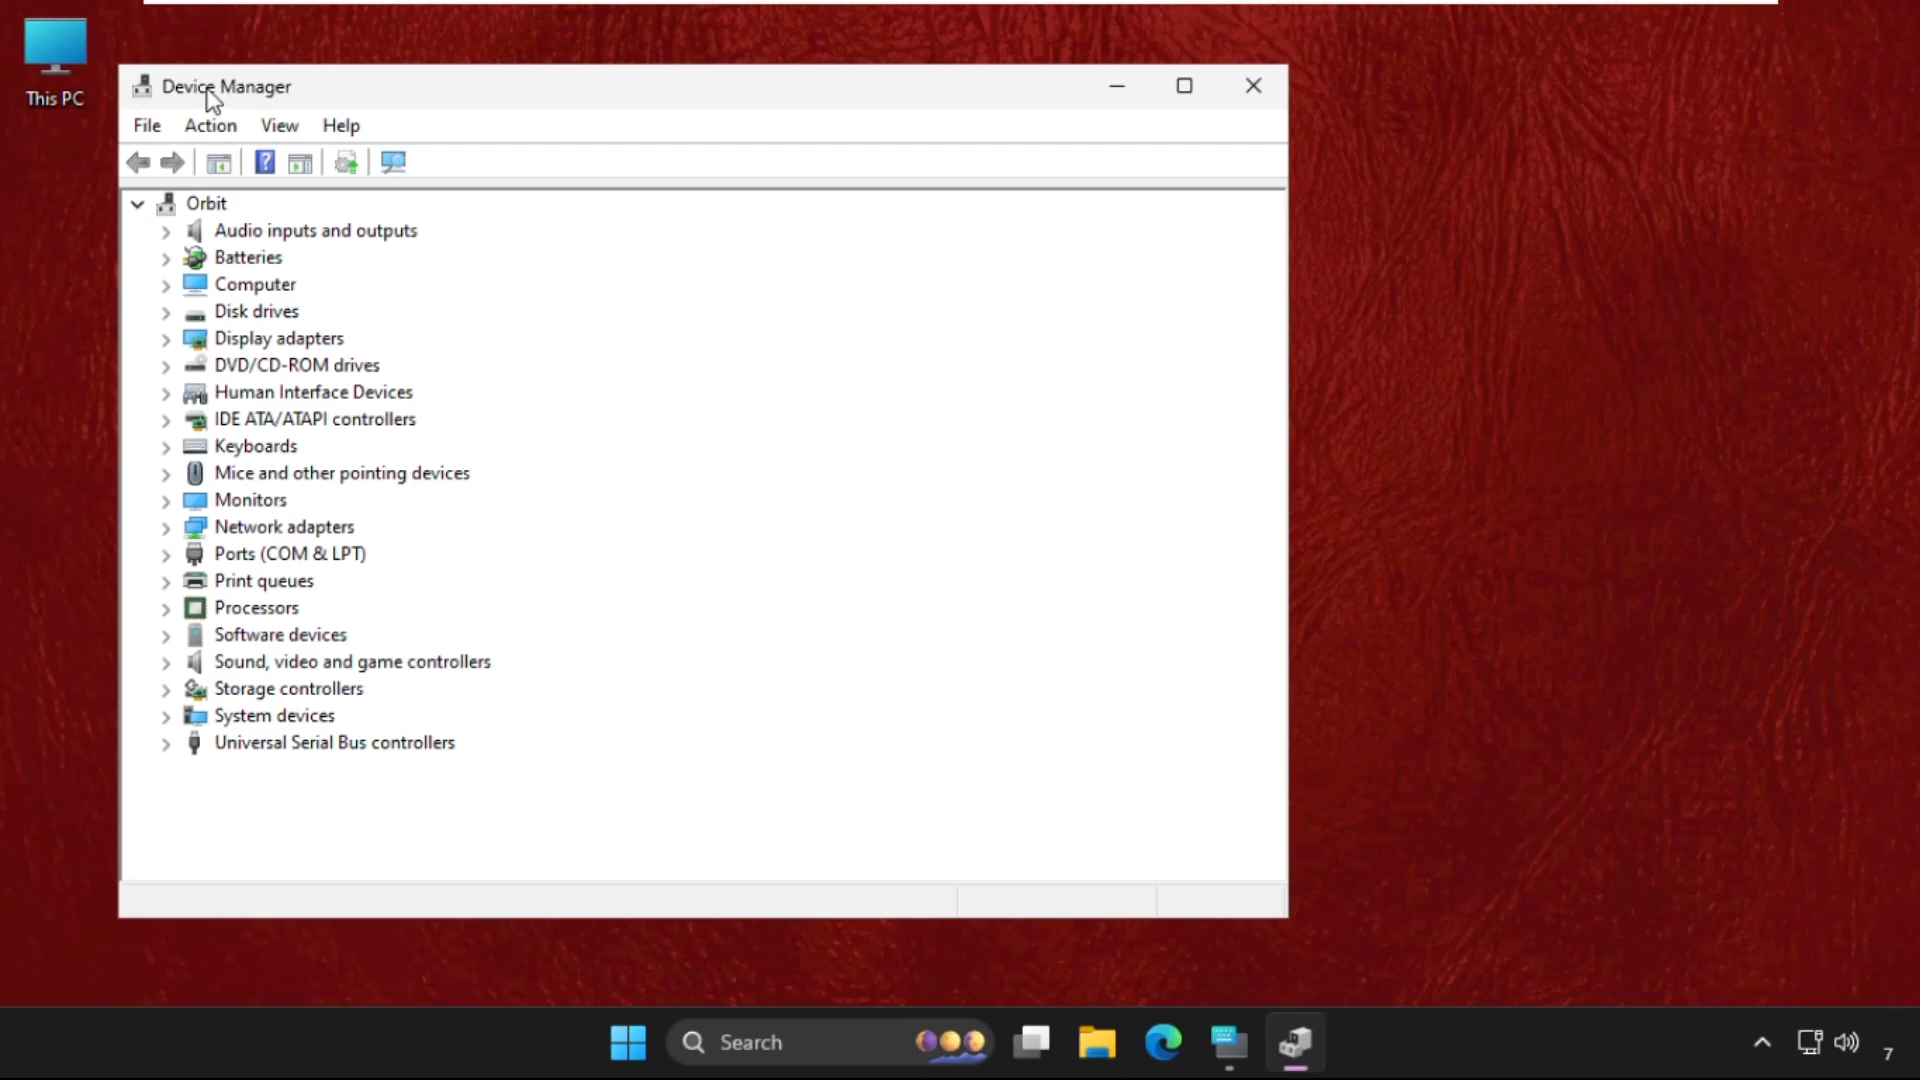 This PC
Device Manager
File Action View Help
?
Orbit
Audio inputs and outputs
Batteries
Computer
Disk drives
Display adapters
DVD/CD-ROM drives
Human Interface Devices
IDE ATA/ATAPI controllers
Keyboards
Mice and other pointing devices
Monitors
Network adapters
Ports (COM & LPT)
Print queues
Processors
Software devices
Sound, video and game controllers
Storage controllers
System devices
Universal Serial Bus controllers
Search
7